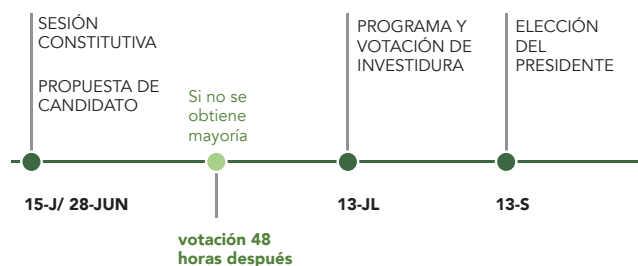 SESIÓN
CONSTITUTIVA
PROPUESTA DE
CANDIDATO
Si no se
obtiene
mayoría
PROGRAMA Y
VOTACIÓN DE
INVESTIDURA
ELECCIÓN
DEL
PRESIDENTE
15-J/ 28-JUN
votación 48
horas después
13-JL
13-S